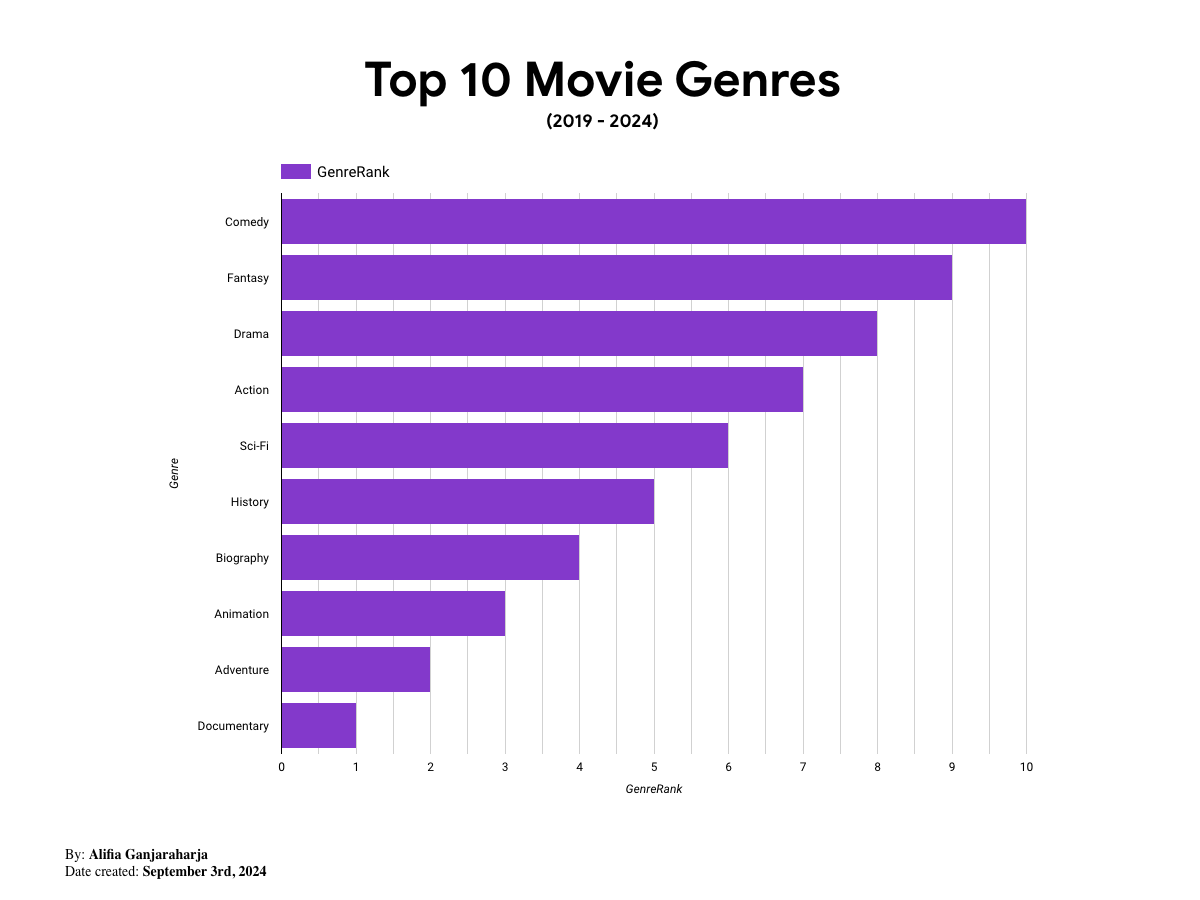 Top 10 Movie Genres
(2019 - 2024)
GenreRank
Comedy
Fantasy
Drama
Action
Sci-Fi
History
Biography
Animation
Adventure
Documentary
Genre
0 1 2 3 4 5 6 7 8 9 10
GenreRank
By: Alifia Ganjaraharja
Date created: September 3rd, 2024